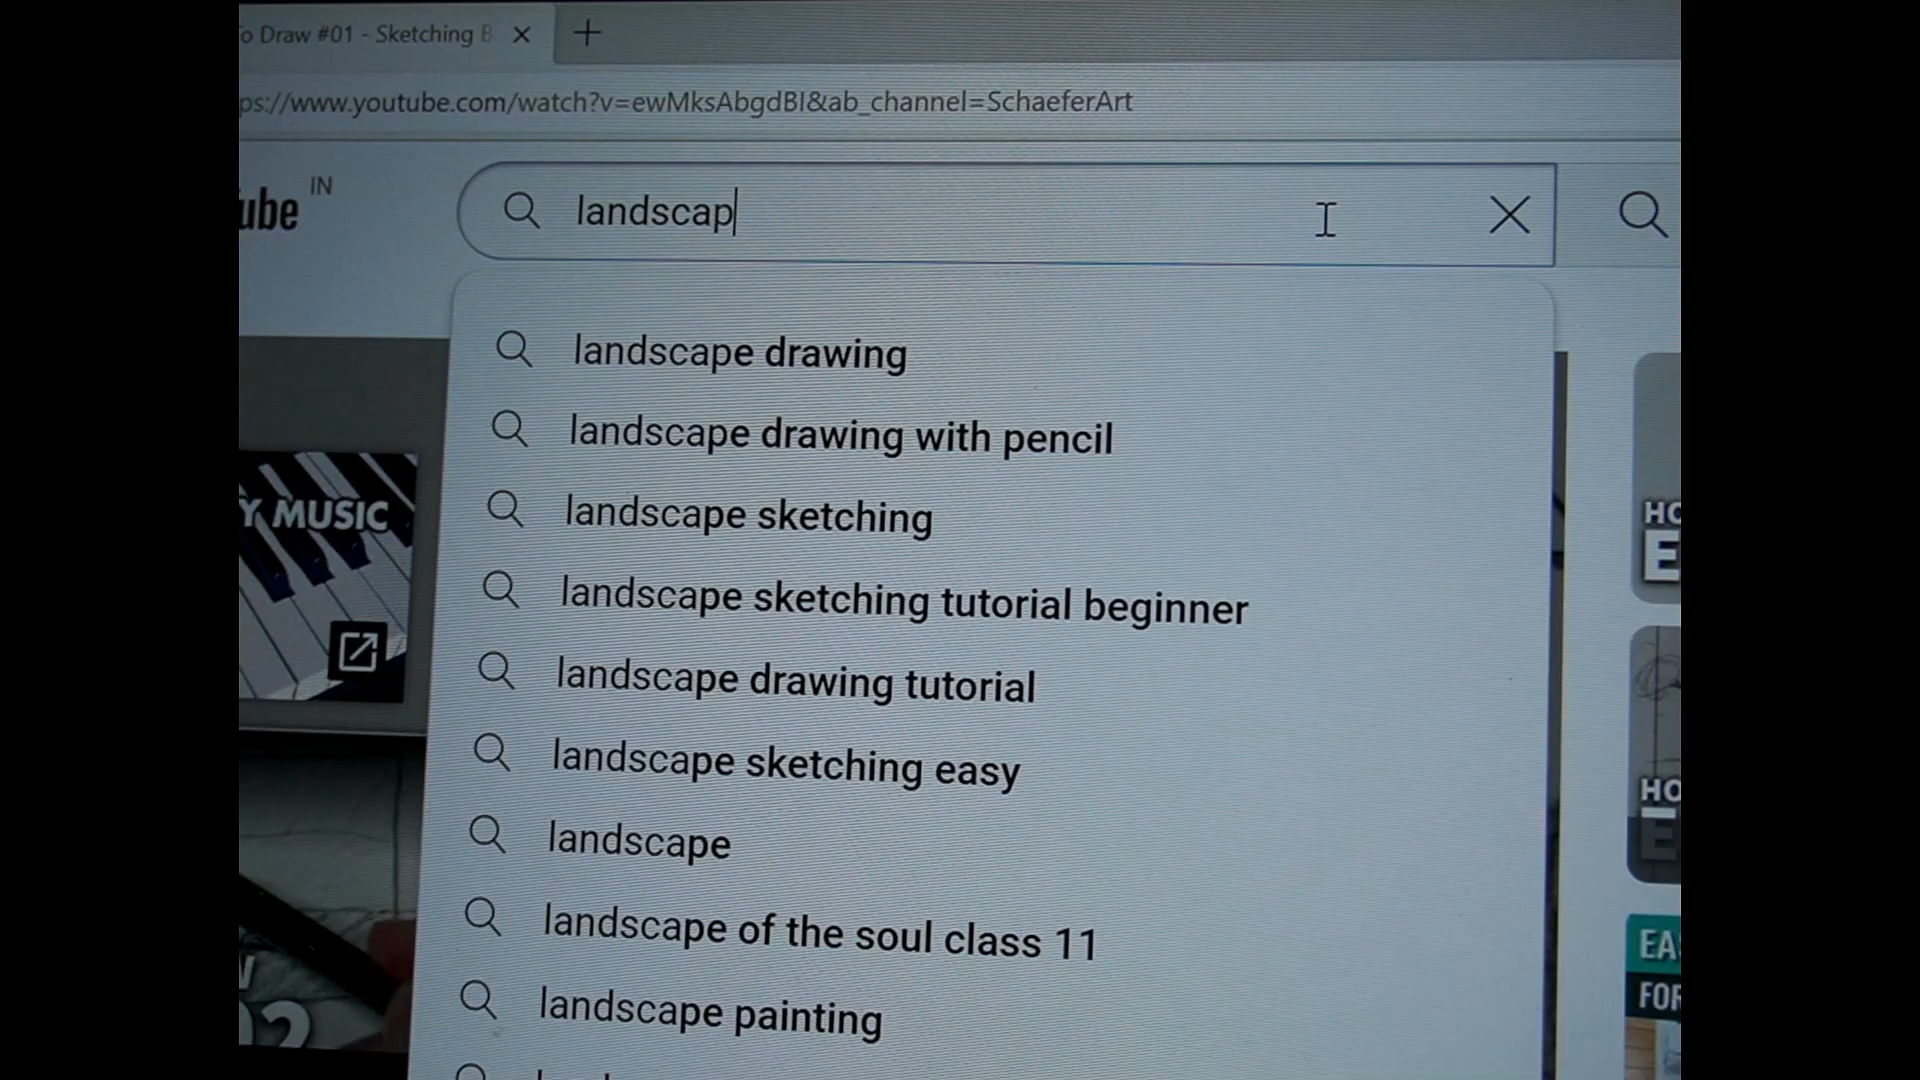 o Draw #01 - Sketching B
ps://www.youtube.com/watch?v=ewMksAbgdBI&ab_channel=SchaeferArt
ube IN
landscap
landscape drawing
landscape drawing with pencil
landscape sketching
landscape sketching tutorial beginner
landscape drawing tutorial
landscape sketching easy
landscape
landscape of the soul class 11
landscape painting
Y MUSIC
HO
E
HO
E
EA
FOR